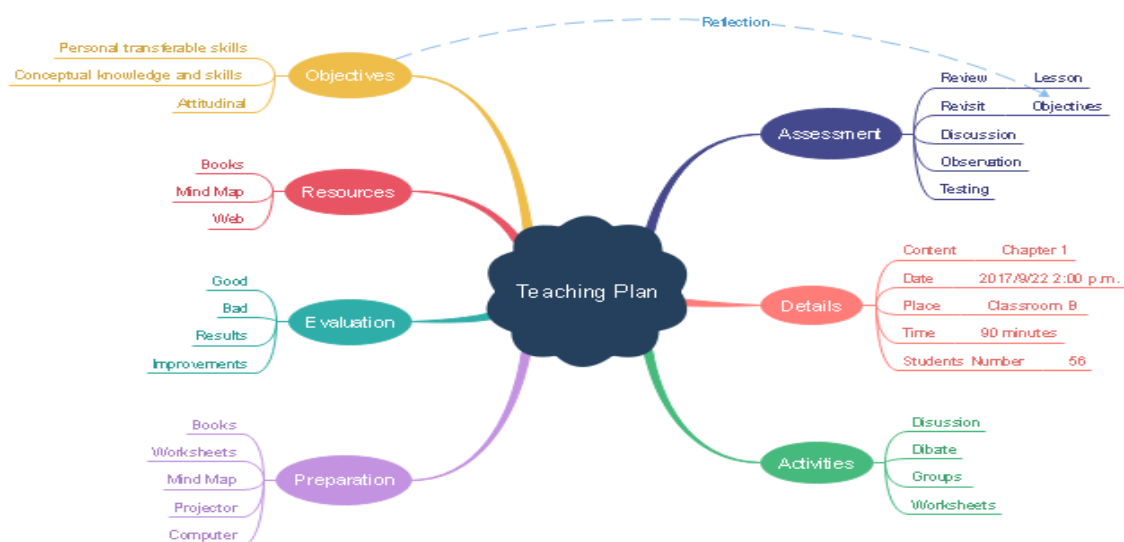 Reflection
Personal transferable skills
Conceptual knowledge and skills
Attitudinal
Objectives
Books
Mind Map
Web
Resources
Good
Bad
Results
Improvements
Evaluation
Books
Worksheets
Mind Map
Projector
Computer
Preparation
Teaching Plan
Assessment
Review Lesson
Revisit Objectives
Discussion
Observation
Testing
Details
Content Chapter 1
Date 2017/9/22 2:00 p.m.
Place Classroom B
Time 90 minutes
Students Number 56
Activities
Disussion
Dibate
Groups
Worksheets